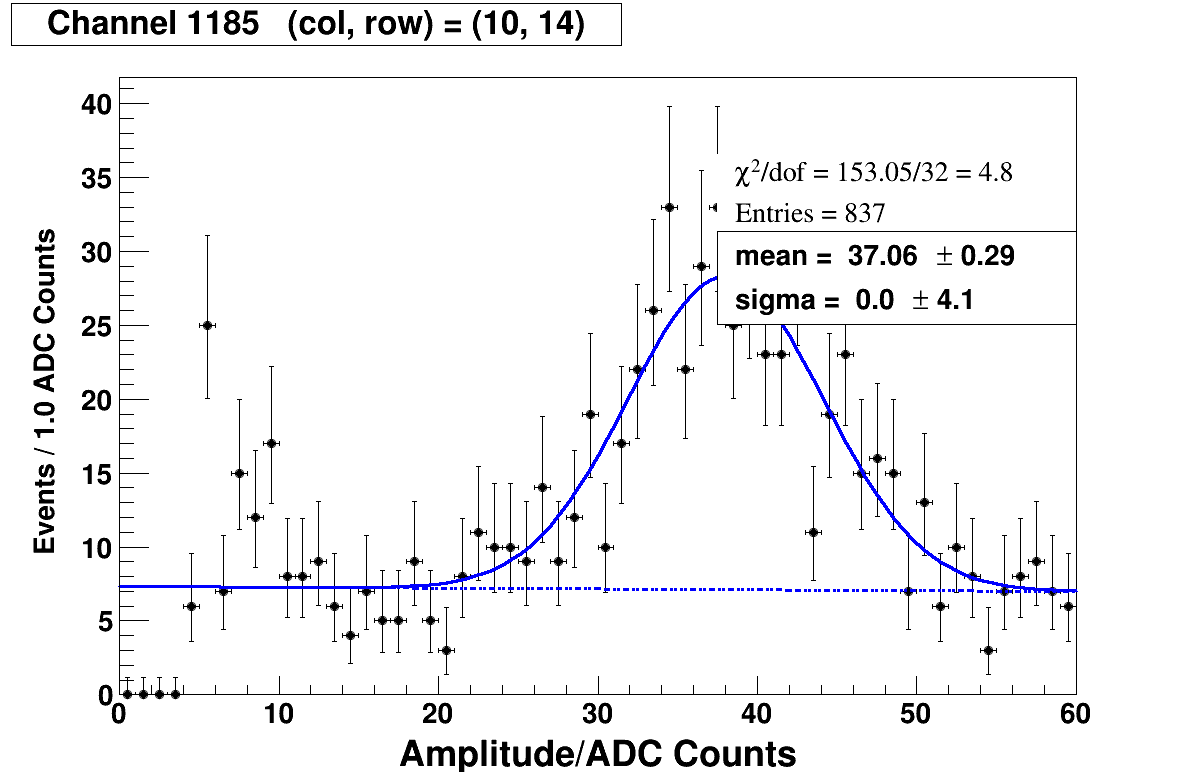 Channel 1185 (col, row) = (10, 14)
40
35
30
25
20
15
10
5
0
Events / 1.0 ADC Counts
χ²/dof = 153.05/32 = 4.8
Entries = 837
mean = 37.06 ± 0.29
sigma = 0.0 ± 4.1
0 10 20 30 40 50 60
Amplitude/ADC Counts